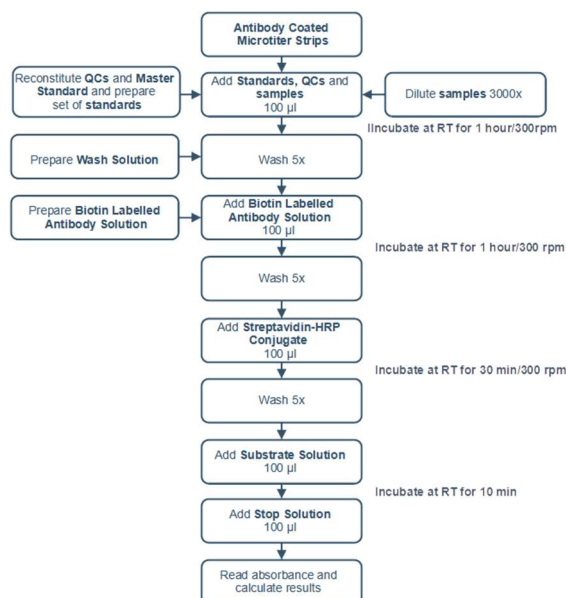 Antibody Coated
Microtiter Strips
Reconstitute QCs and Master
Standard and prepare
set of standards
Add Standards, QCs and
samples
100 µl
Dilute samples 3000x
IIncubate at RT for 1 hour/300rpm
Prepare Wash Solution
Wash 5x
Prepare Biotin Labelled
Antibody Solution
Add Biotin Labelled
Antibody Solution
100 µl
Incubate at RT for 1 hour/300 rpm
Wash 5x
Add Streptavidin-HRP
Conjugate
100 µl
Incubate at RT for 30 min/300 rpm
Wash 5x
Add Substrate Solution
100 µl
Incubate at RT for 10 min
Add Stop Solution
100 µl
Read absorbance and
calculate results